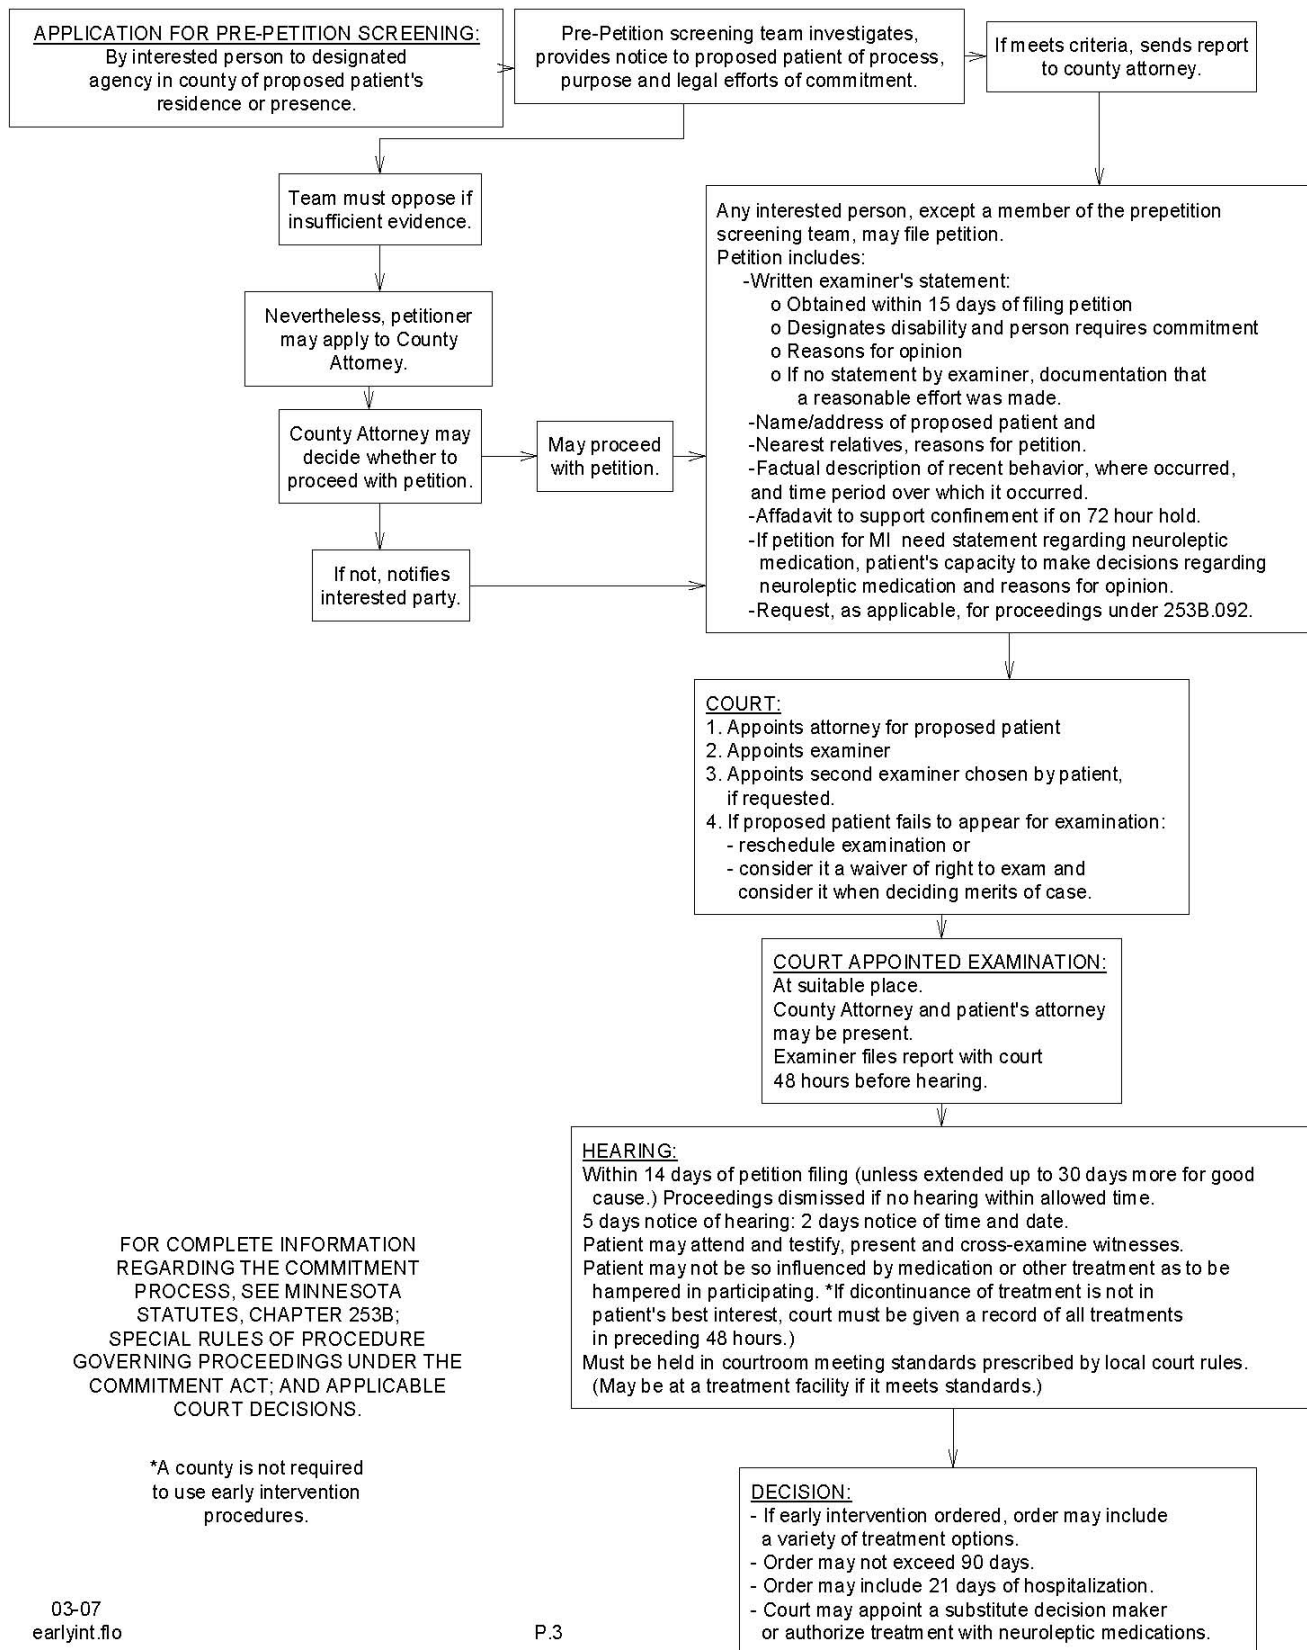 APPLICATION FOR PRE-PETITION SCREENING:
By interested person to designated
agency in county of proposed patient's
residence or presence.
Pre-Petition screening team investigates,
provides notice to proposed patient of process,
purpose and legal efforts of commitment.
If meets criteria, sends report
to county attorney.
Team must oppose if
insufficient evidence.
Nevertheless, petitioner
may apply to County
Attorney.
County Attorney may
decide whether to
proceed with petition.
May proceed
with petition.
If not, notifies
interested party.
Any interested person, except a member of the prepetition
screening team, may file petition.
Petition includes:
-Written examiner's statement:
o Obtained within 15 days of filing petition
o Designates disability and person requires commitment
o Reasons for opinion
o If no statement by examiner, documentation that
a reasonable effort was made.
-Name/address of proposed patient and
-Nearest relatives, reasons for petition.
-Factual description of recent behavior, where occurred,
and time period over which it occurred.
-Affadavit to support confinement if on 72 hour hold.
-If petition for MI need statement regarding neuroleptic
medication, patient's capacity to make decisions regarding
neuroleptic medication and reasons for opinion.
-Request, as applicable, for proceedings under 253B.092.
COURT:
1. Appoints attorney for proposed patient
2. Appoints examiner
3. Appoints second examiner chosen by patient,
if requested.
4. If proposed patient fails to appear for examination:
- reschedule examination or
- consider it a waiver of right to exam and
consider it when deciding merits of case.
COURT APPOINTED EXAMINATION:
At suitable place.
County Attorney and patient's attorney
may be present.
Examiner files report with court
48 hours before hearing.
HEARING:
Within 14 days of petition filing (unless extended up to 30 days more for good
cause.) Proceedings dismissed if no hearing within allowed time.
5 days notice of hearing: 2 days notice of time and date.
Patient may attend and testify, present and cross-examine witnesses.
Patient may not be so influenced by medication or other treatment as to be
hampered in participating. *If dicontinuance of treatment is not in
patient's best interest, court must be given a record of all treatments
in preceding 48 hours.)
Must be held in courtroom meeting standards prescribed by local court rules.
(May be at a treatment facility if it meets standards.)
FOR COMPLETE INFORMATION
REGARDING THE COMMITMENT
PROCESS, SEE MINNESOTA
STATUTES, CHAPTER 253B;
SPECIAL RULES OF PROCEDURE
GOVERNING PROCEEDINGS UNDER THE
COMMITMENT ACT; AND APPLICABLE
COURT DECISIONS.
*A county is not required
to use early intervention
procedures.
DECISION:
- If early intervention ordered, order may include
a variety of treatment options.
- Order may not exceed 90 days.
- Order may include 21 days of hospitalization.
- Court may appoint a substitute decision maker
or authorize treatment with neuroleptic medications.
03-07
earlyint.flo
P.3